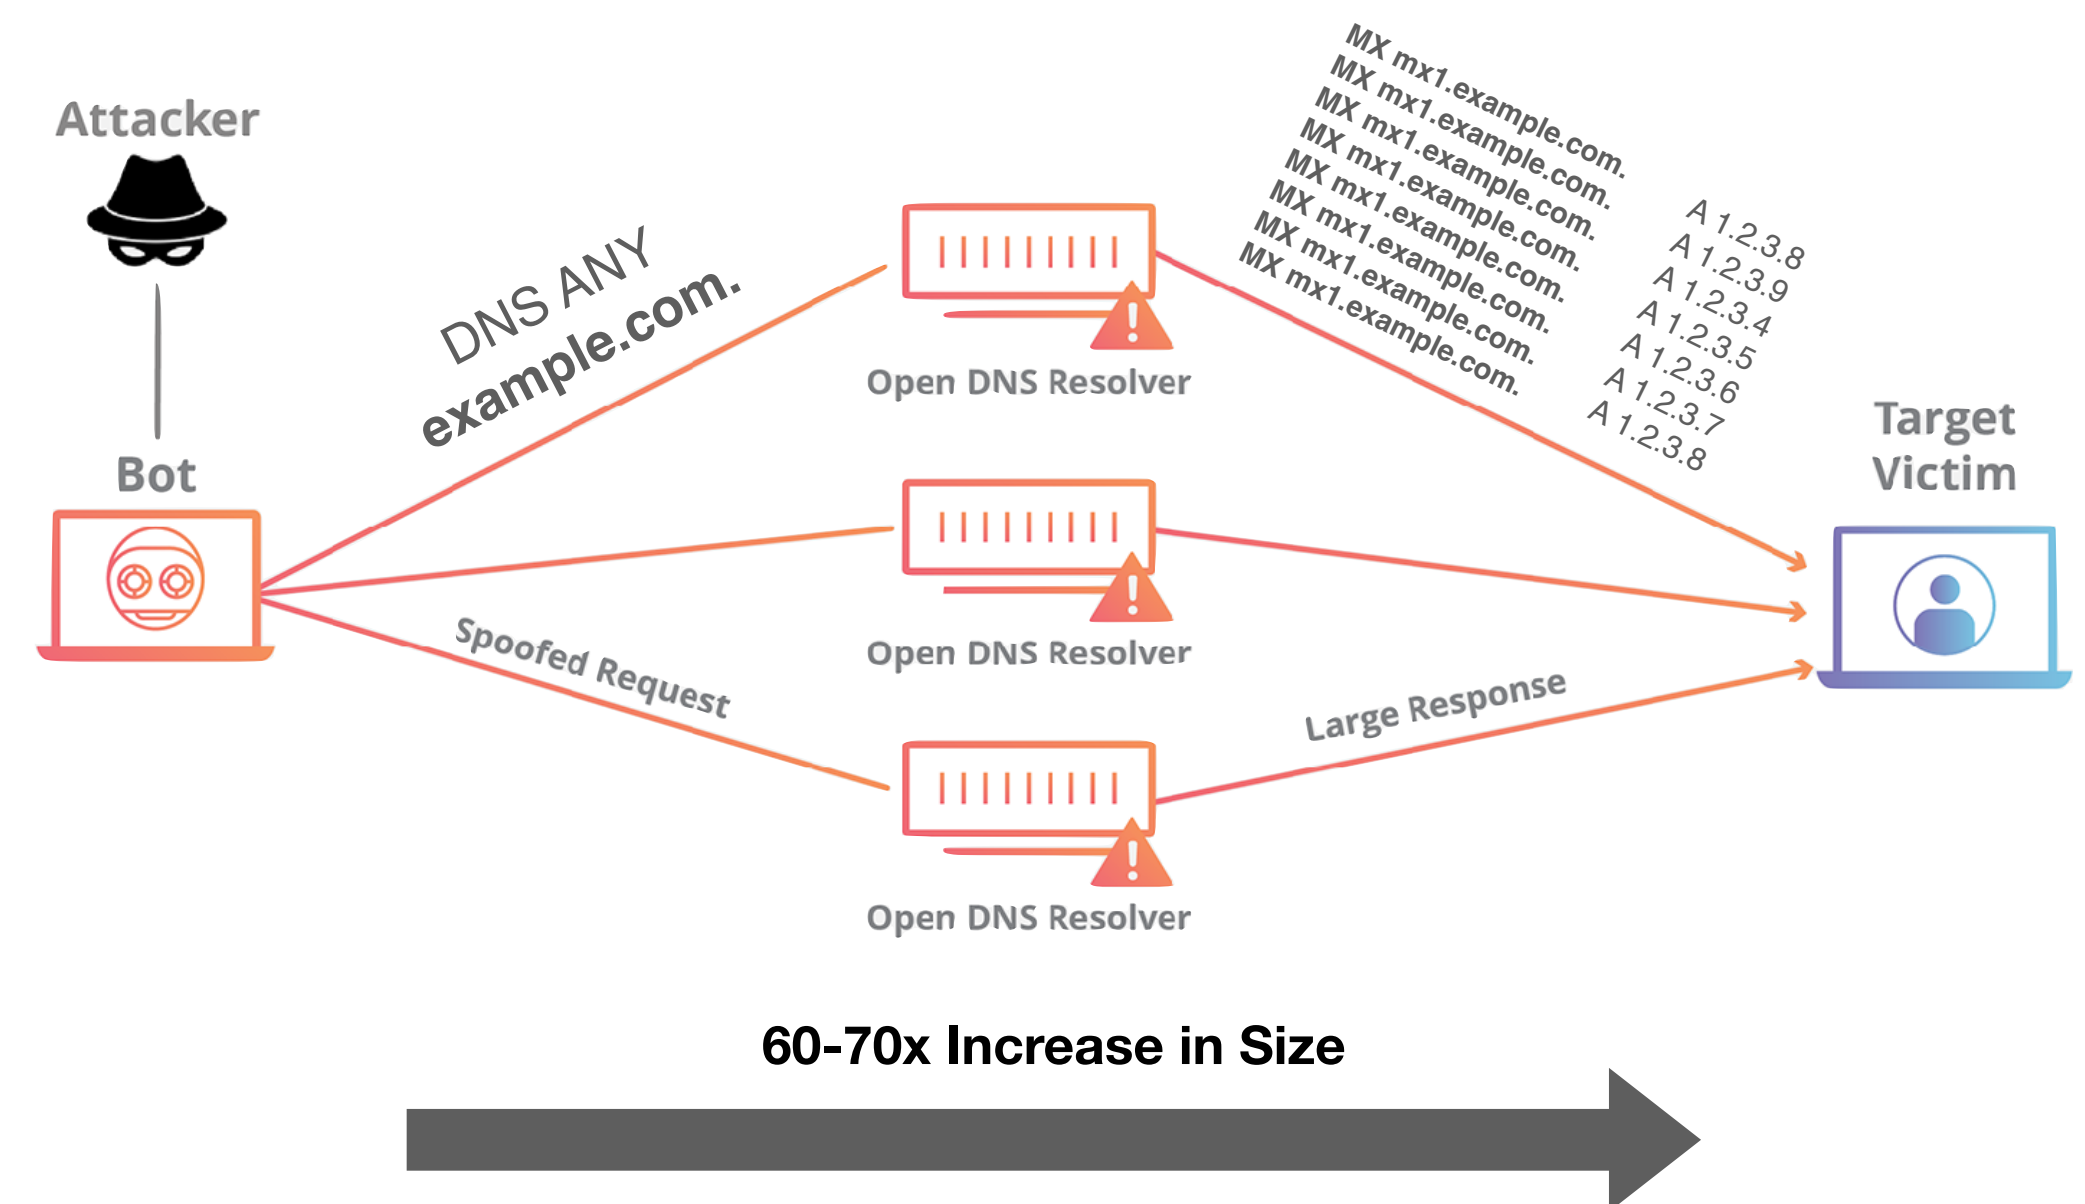 Attacker
Bot
DNS ANY
example.com.
Spoofed Request
Open DNS Resolver
Open DNS Resolver
Open DNS Resolver
MX mx1.example.com.
MX mx1.example.com.
MX mx1.example.com.
MX mx1.example.com.
MX mx1.example.com.
MX mx1.example.com.
MX mx1.example.com.
MX mx1.example.com.
A 1.2.3.8
A 1.2.3.9
A 1.2.3.4
A 1.2.3.5
A 1.2.3.6
A 1.2.3.7
A 1.2.3.8
Large Response
Target
Victim
60-70x Increase in Size